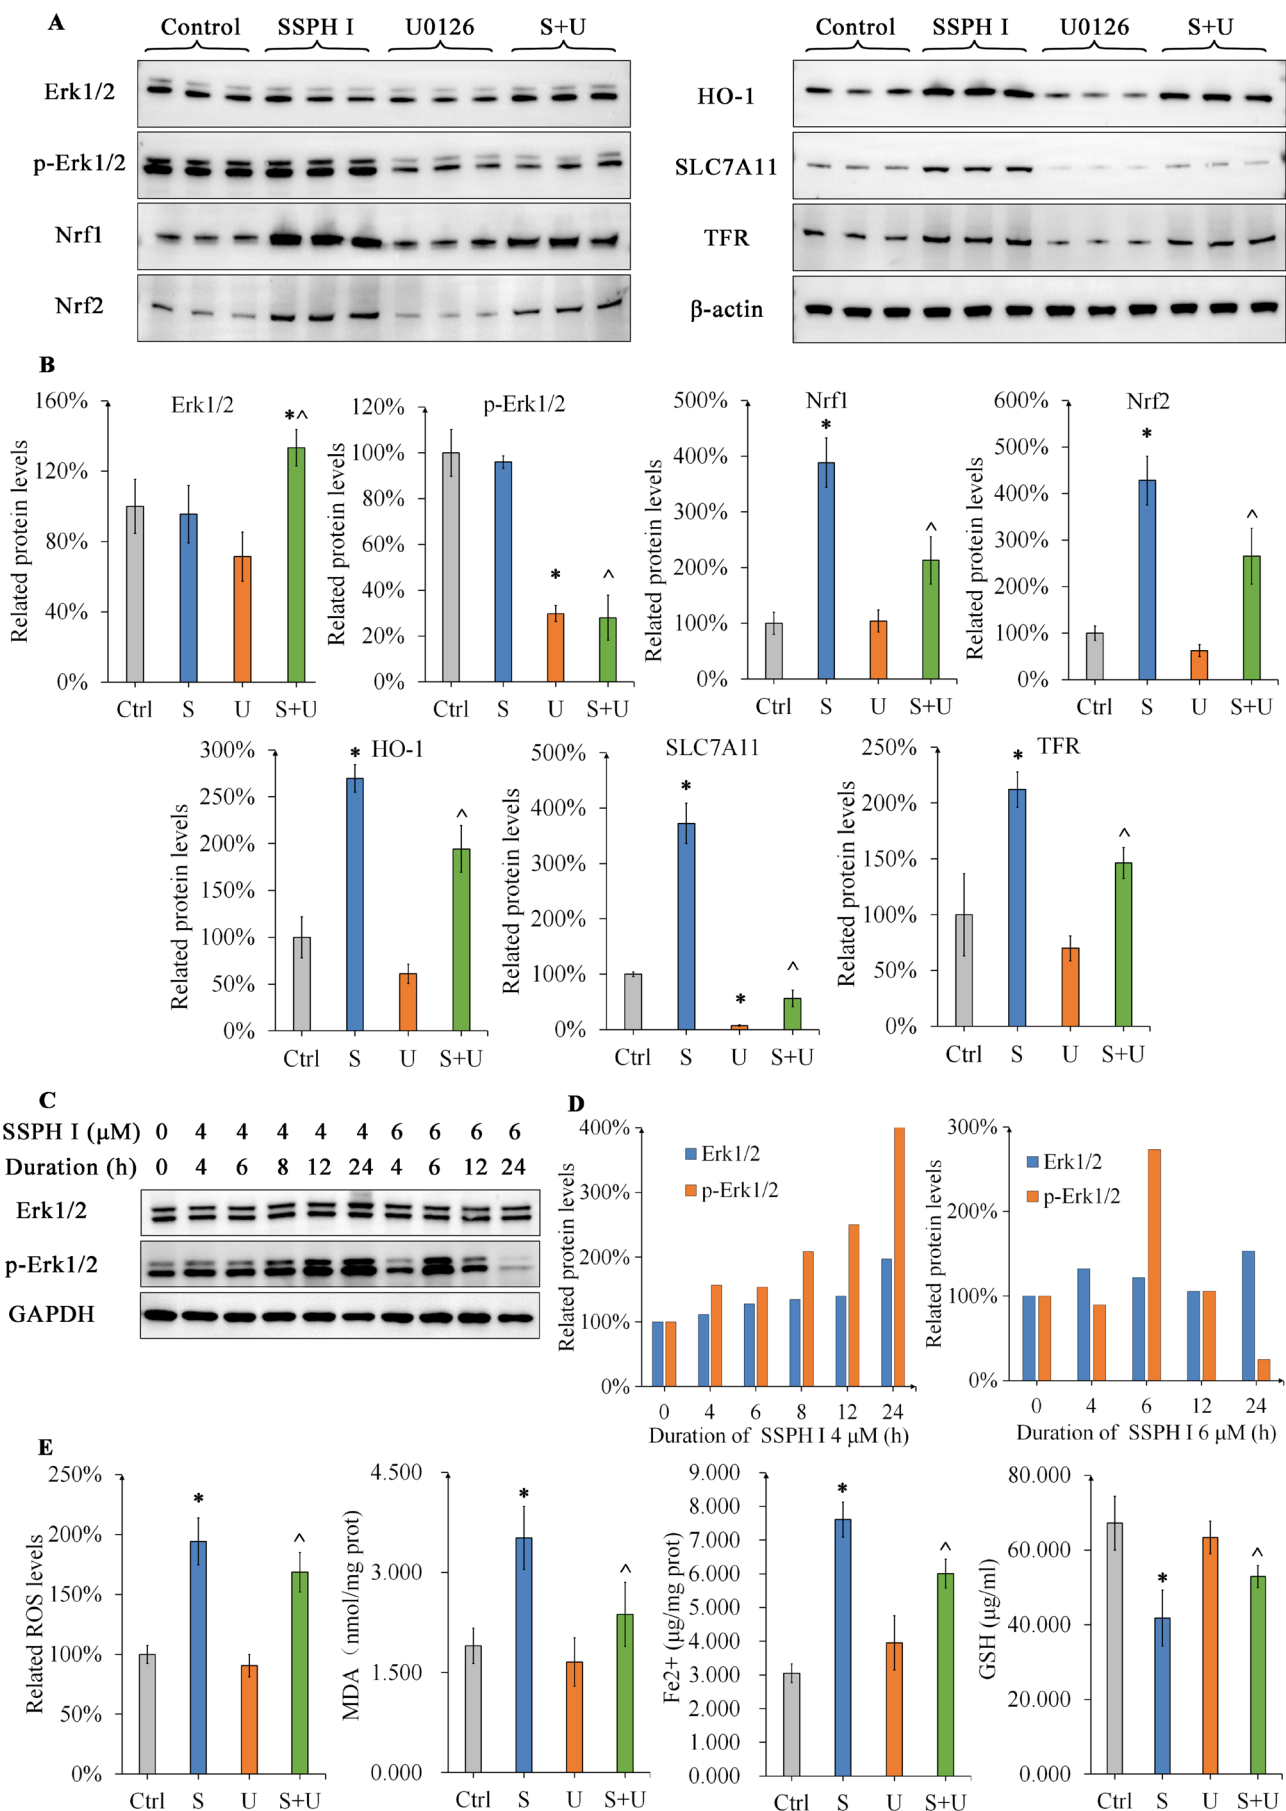 A
Control SSPH I U0126 S+U
Control SSPH I U0126 S+U
Erk1/2
p-Erk1/2
Nrf1
Nrf2
HO-1
SLC7A11
TFR
β-actin
B
Erk1/2
Related protein levels
160%
120%
80%
40%
0%
*^
Ctrl S U S+U
p-Erk1/2
Related protein levels
120%
100%
80%
60%
40%
20%
0%
* ^
Ctrl S U S+U
Nrf1
Related protein levels
500%
400%
300%
200%
100%
0%
* ^
Ctrl S U S+U
Nrf2
Related protein levels
600%
500%
400%
300%
200%
100%
0%
* ^
Ctrl S U S+U
HO-1
Related protein levels
300%
250%
200%
150%
100%
50%
0%
* ^
Ctrl S U S+U
SLC7A11
Related protein levels
500%
400%
300%
200%
100%
0%
* * ^
Ctrl S U S+U
TFR
Related protein levels
250%
200%
150%
100%
50%
0%
* ^
Ctrl S U S+U
C
SSPH I (μM) 0 4 4 4 4 4 6 6 6 6
Duration (h) 0 4 6 8 12 24 4 6 12 24
Erk1/2
p-Erk1/2
GAPDH
D
Related protein levels
400%
300%
200%
100%
0%
Erk1/2
p-Erk1/2
0 4 6 8 12 24
Duration of SSPH I 4 μM (h)
Related protein levels
300%
200%
100%
0%
Erk1/2
p-Erk1/2
0 4 6 12 24
Duration of SSPH I 6 μM (h)
E
Related ROS levels
250%
200%
150%
100%
50%
0%
* ^
Ctrl S U S+U
MDA （nmol/mg prot)
4.500
3.000
1.500
0.000
* ^
Ctrl S U S+U
Fe2+ (μg/mg prot)
9.000
8.000
7.000
6.000
5.000
4.000
3.000
2.000
1.000
0.000
* ^
Ctrl S U S+U
GSH (μg/ml)
80.000
60.000
40.000
20.000
0.000
* ^
Ctrl S U S+U